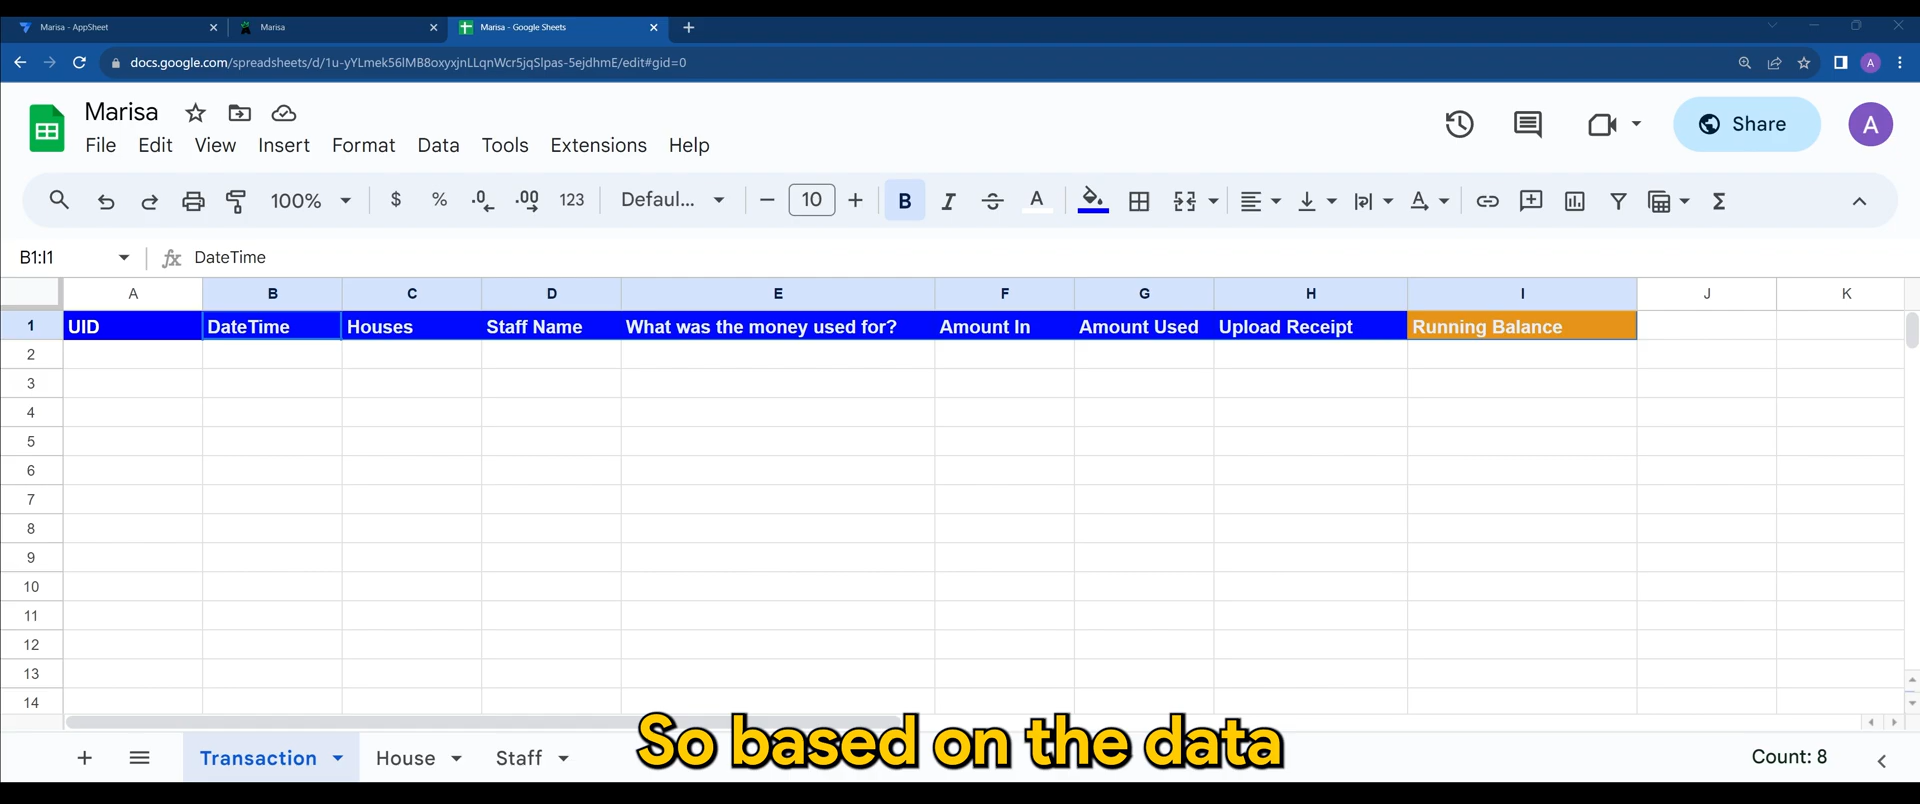 Marisa - AppSheet
Marisa
Marisa - Google Sheets
docs.google.com/spreadsheets/d/1u-yYLmek56lMB8oxyxjnLLqnWcr5jqSlpas-5ejdhmE/edit#gid=0
A
Marisa
File Edit View Insert Format Data Tools Extensions Help
Share
A
100% $ % .0 .00 123 Defaul... 10 B I A
B1:I1 fx DateTime
A B C D E F G H I J K
1 UID DateTime Houses Staff Name What was the money used for? Amount In Amount Used Upload Receipt Running Balance
2
3
4
5
6
7
8
9
10
11
12
13
14
So based on the data
Transaction House Staff Count: 8